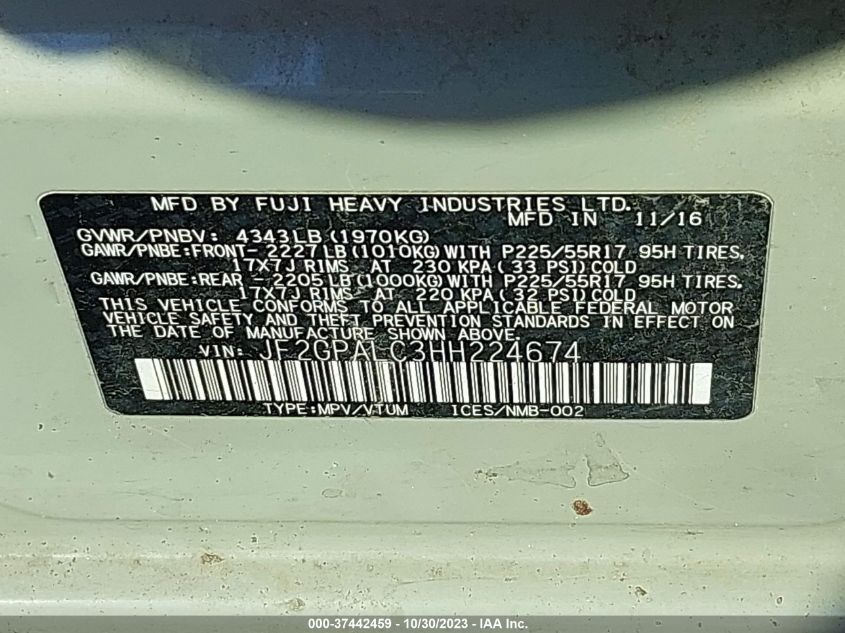 MFD BY FUJI HEAVY INDUSTRIES LTD.
MFD IN 11/16
GVWR/PNBV: 4343LB(1970KG)
GAWR/PNBE:FRONT-2227LB(1010KG)WITH P225/55R17 95H TIRES,
17X7J RIMS AT 230 KPA(33 PSI)COLD
GAWR/PNBE:REAR -2205LB(1000KG)WITH P225/55R17 95H TIRES,
17X7J RIMS AT 220 KPA(32 PSI)COLD
THIS VEHICLE CONFORMS TO ALL APPLICABLE FEDERAL MOTOR
VEHICLE SAFETY AND THEFT PREVENTION STANDARDS IN EFFECT ON
THE DATE OF MANUFACTURE SHOWN ABOVE.
VIN: JF2GPALC3HH224674
TYPE:MPV/VTUM ICES/NMB-002
000-37442459 - 10/30/2023 - IAA Inc.